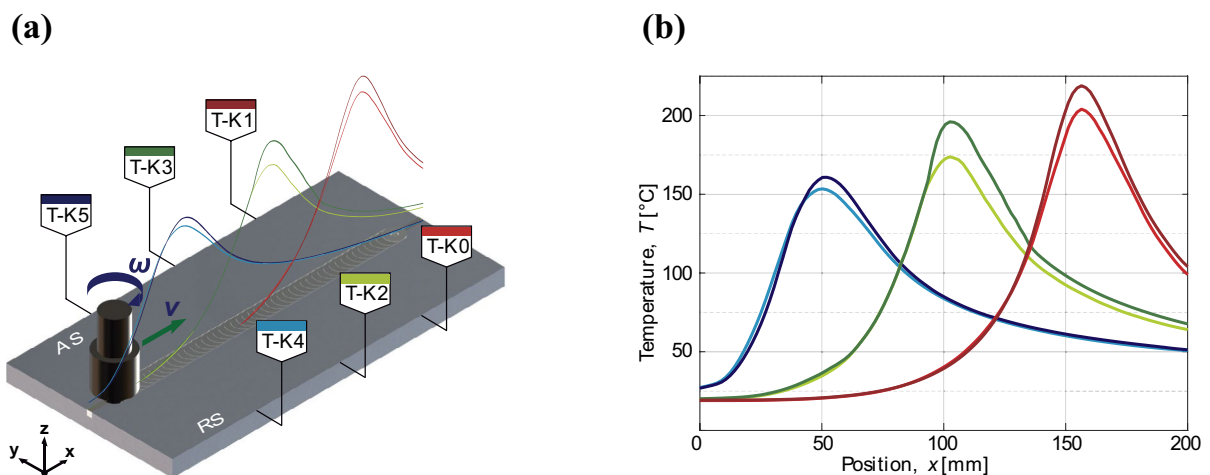 (a)
T-K1
T-K3
T-K5
ω
v
AS
T-K0
T-K2
T-K4
RS
z
y
x
(b)
Temperature, T [°C]
200
150
100
50
0
50
100
150
200
Position, x [mm]